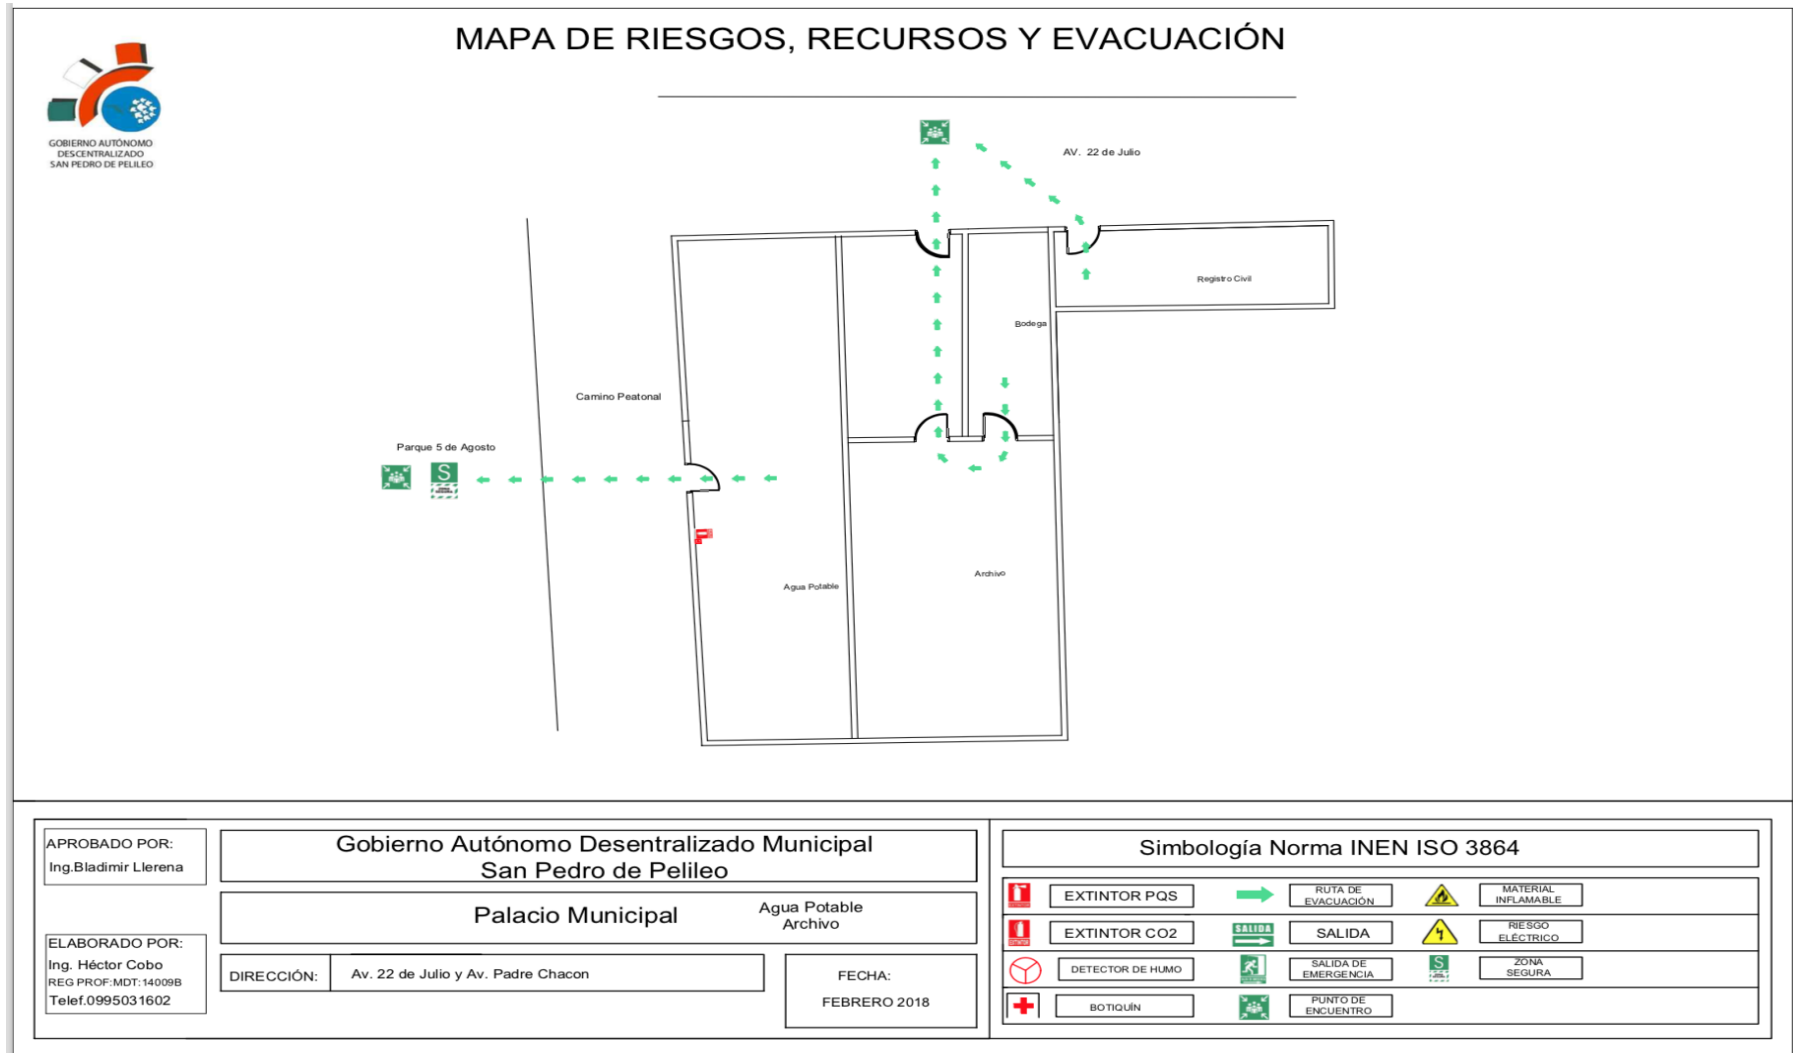 MAPA DE RIESGOS, RECURSOS Y EVACUACIÓN
GOBIERNO AUTÓNOMO
DESCENTRALIZADO
SAN PEDRO DE PELILEO
AV. 22 de Julio
Registro Civil
Bodega
Camino Peatonal
Parque 5 de Agosto
S
Agua Potable
Archivo
APROBADO POR:
Ing.Bladimir Llerena
ELABORADO POR:
Ing. Héctor Cobo
REG PROF:MDT:14009B
Telef.0995031602
Gobierno Autónomo Desentralizado Municipal
San Pedro de Pelileo
Palacio Municipal
Agua Potable
Archivo
DIRECCIÓN:
Av. 22 de Julio y Av. Padre Chacon
FECHA:
FEBRERO 2018
Simbología Norma INEN ISO 3864
EXTINTOR PQS
RUTA DE
EVACUACIÓN
MATERIAL
INFLAMABLE
EXTINTOR CO2
SALIDA
SALIDA
RIESGO
ELÉCTRICO
DETECTOR DE HUMO
SALIDA DE
EMERGENCIA
S
ZONA
SEGURA
BOTIQUÍN
PUNTO DE
ENCUENTRO